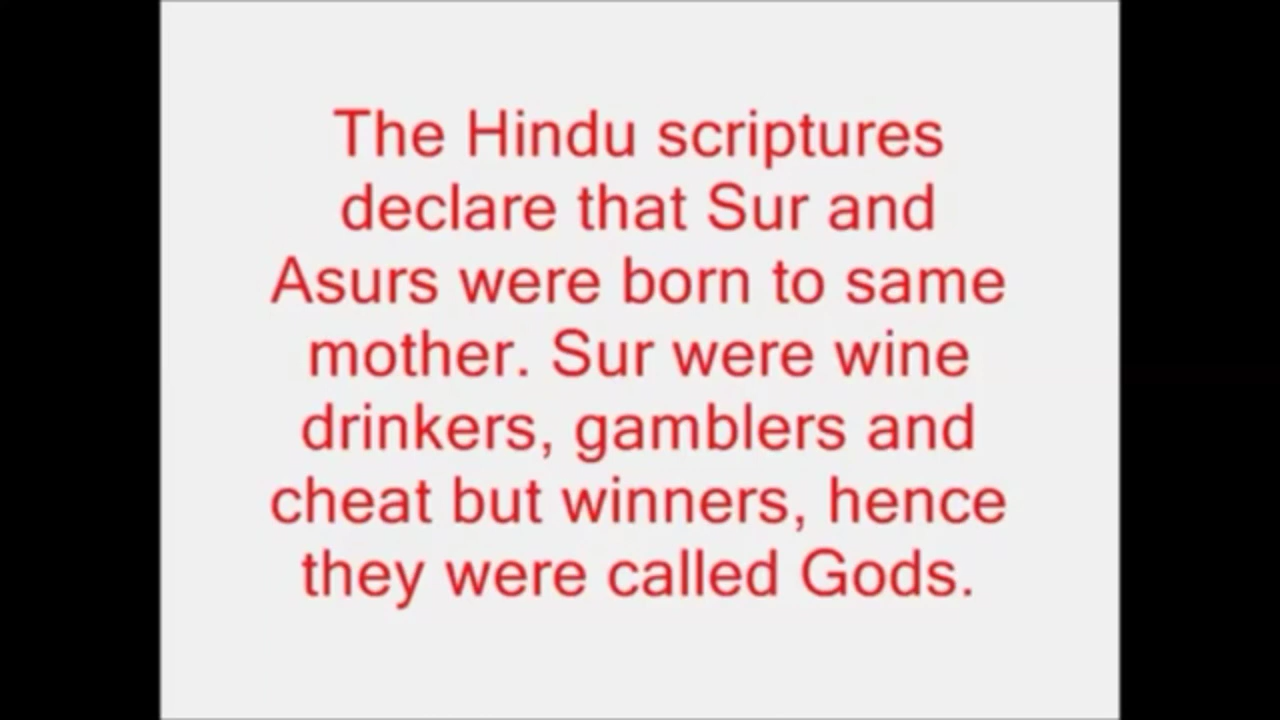 The Hindu scriptures
declare that Sur and
Asurs were born to same
mother. Sur were wine
drinkers, gamblers and
cheat but winners, hence
they were called Gods.